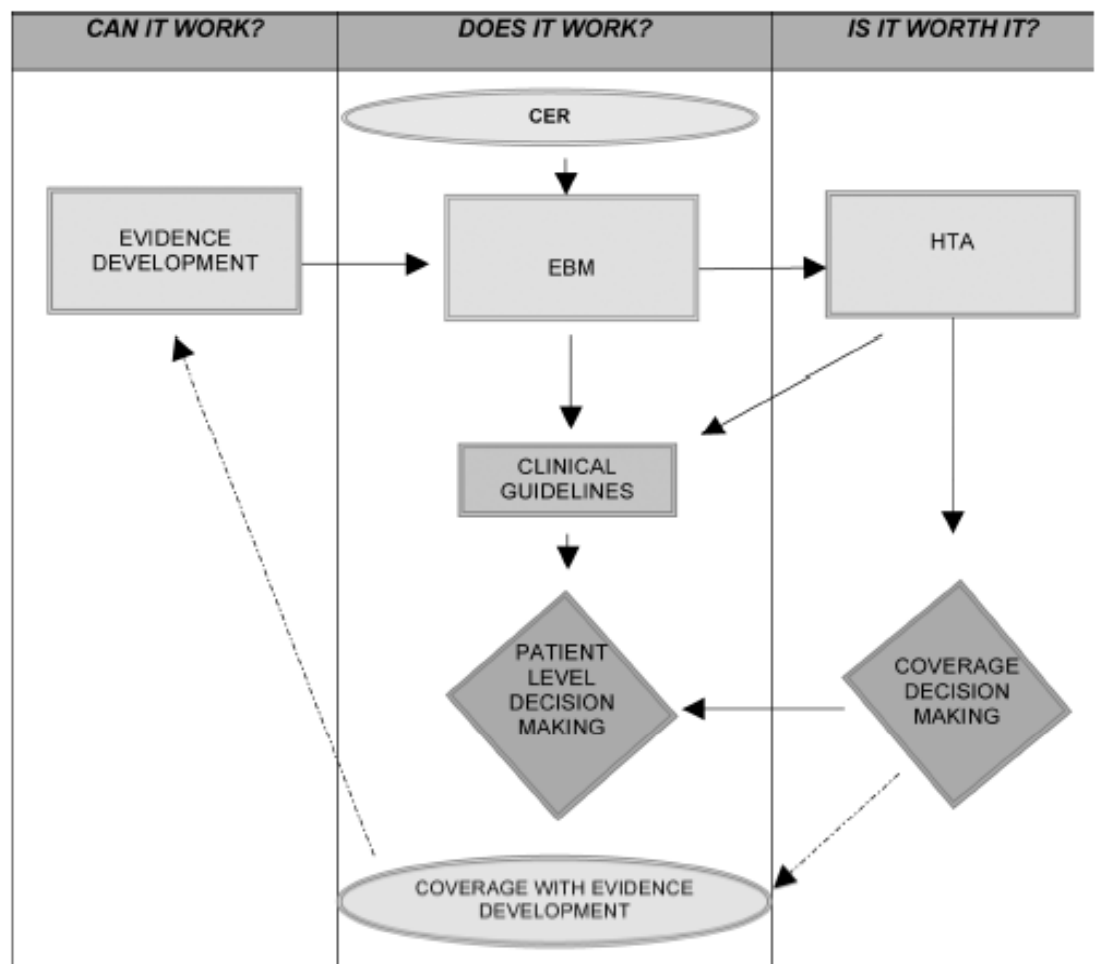 CAN IT WORK?
DOES IT WORK?
IS IT WORTH IT?
CER
EVIDENCE
DEVELOPMENT
EBM
HTA
CLINICAL
GUIDELINES
PATIENT
LEVEL
DECISION
MAKING
COVERAGE
DECISION
MAKING
COVERAGE WITH EVIDENCE
DEVELOPMENT